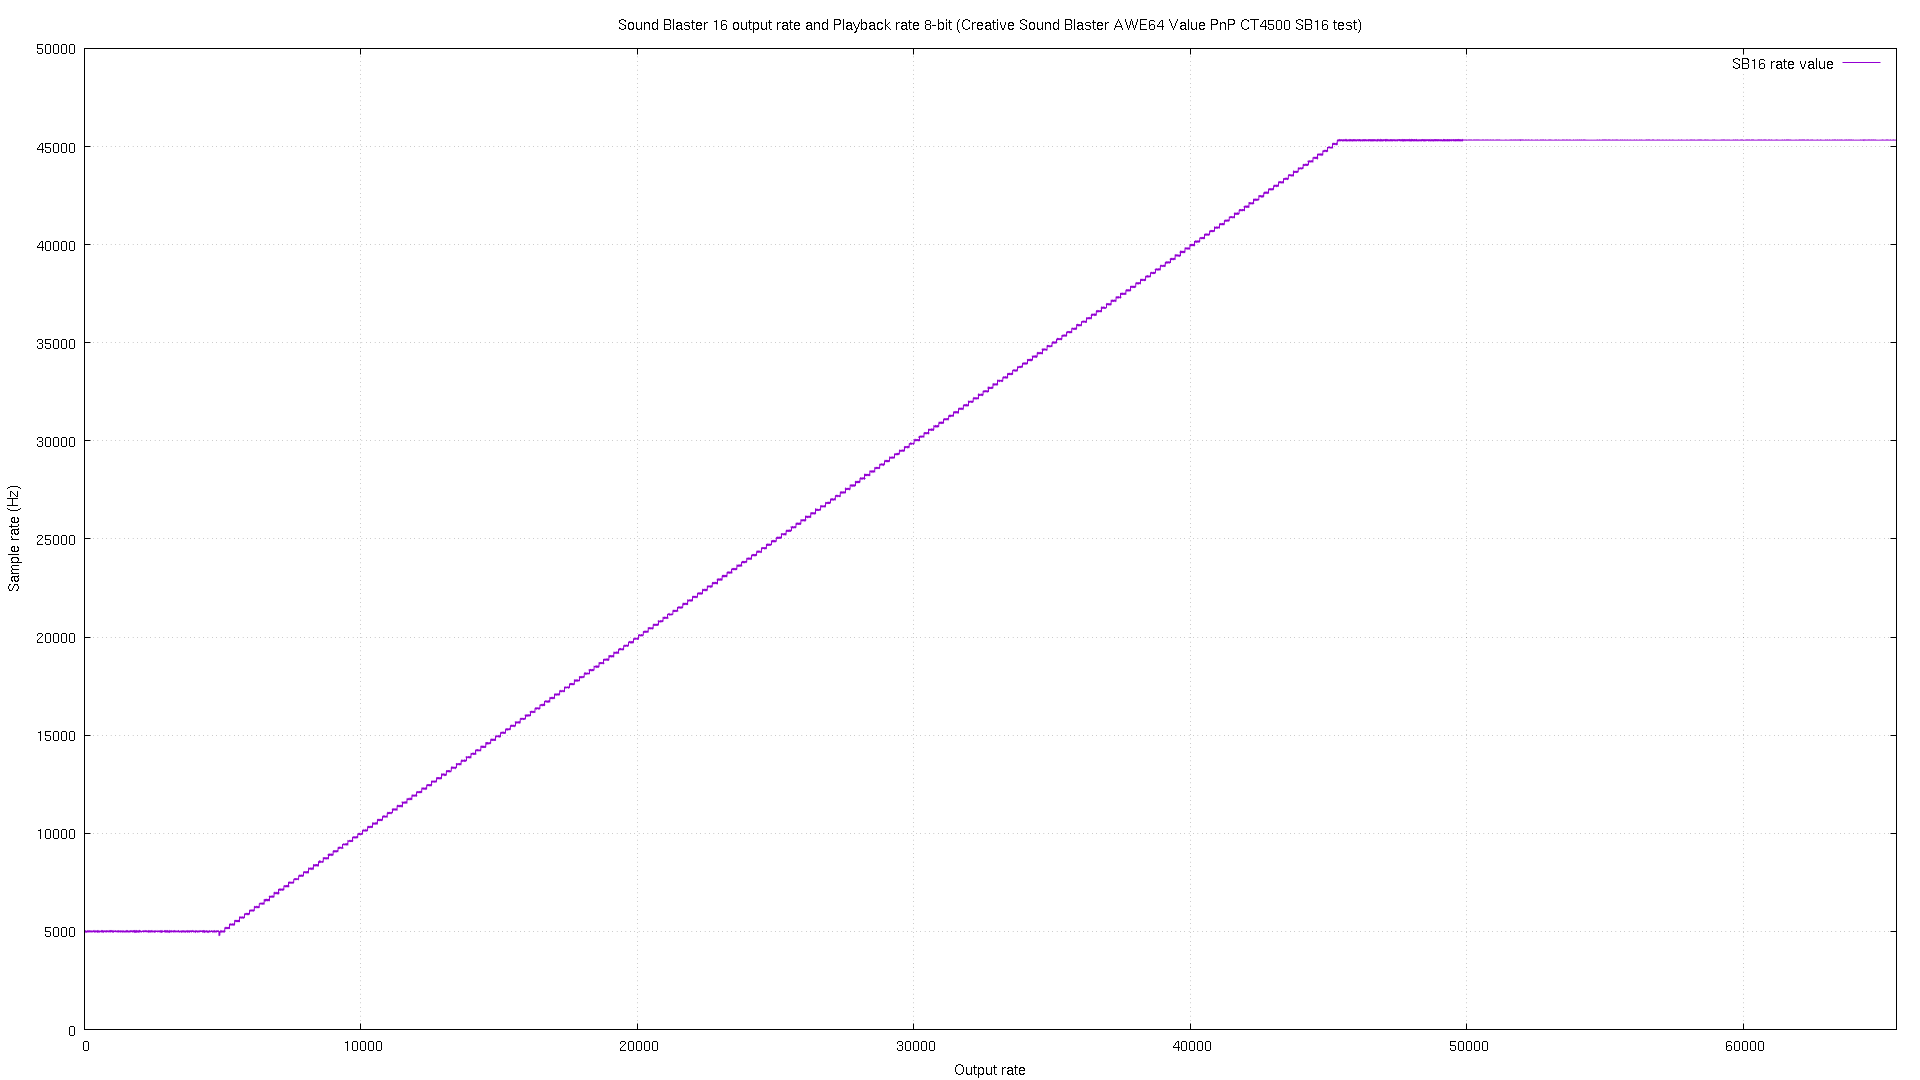 Sound Blaster 16 output rate and Playback rate 8-bit (Creative Sound Blaster AWE64 Value PnP CT4500 SB16 test)
SB16 rate value
50000
45000
40000
35000
30000
25000
20000
15000
10000
5000
0
Sample rate (Hz)
0 10000 20000 30000 40000 50000 60000
Output rate